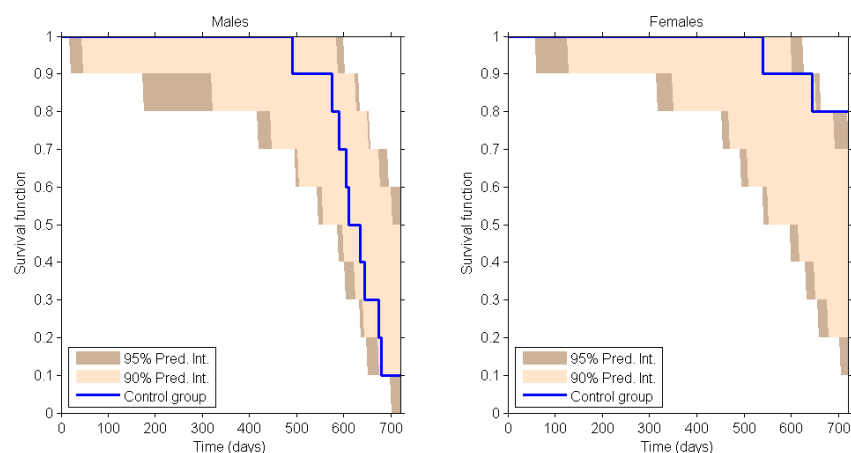 Males
Survival function
1
0.9
0.8
0.7
0.6
0.5
0.4
0.3
0.2
0.1
0
95% Pred. Int.
90% Pred. Int.
Control group
0 100 200 300 400 500 600 700
Time (days)
Females
Survival function
1
0.9
0.8
0.7
0.6
0.5
0.4
0.3
0.2
0.1
0
95% Pred. Int.
90% Pred. Int.
Control group
0 100 200 300 400 500 600 700
Time (days)